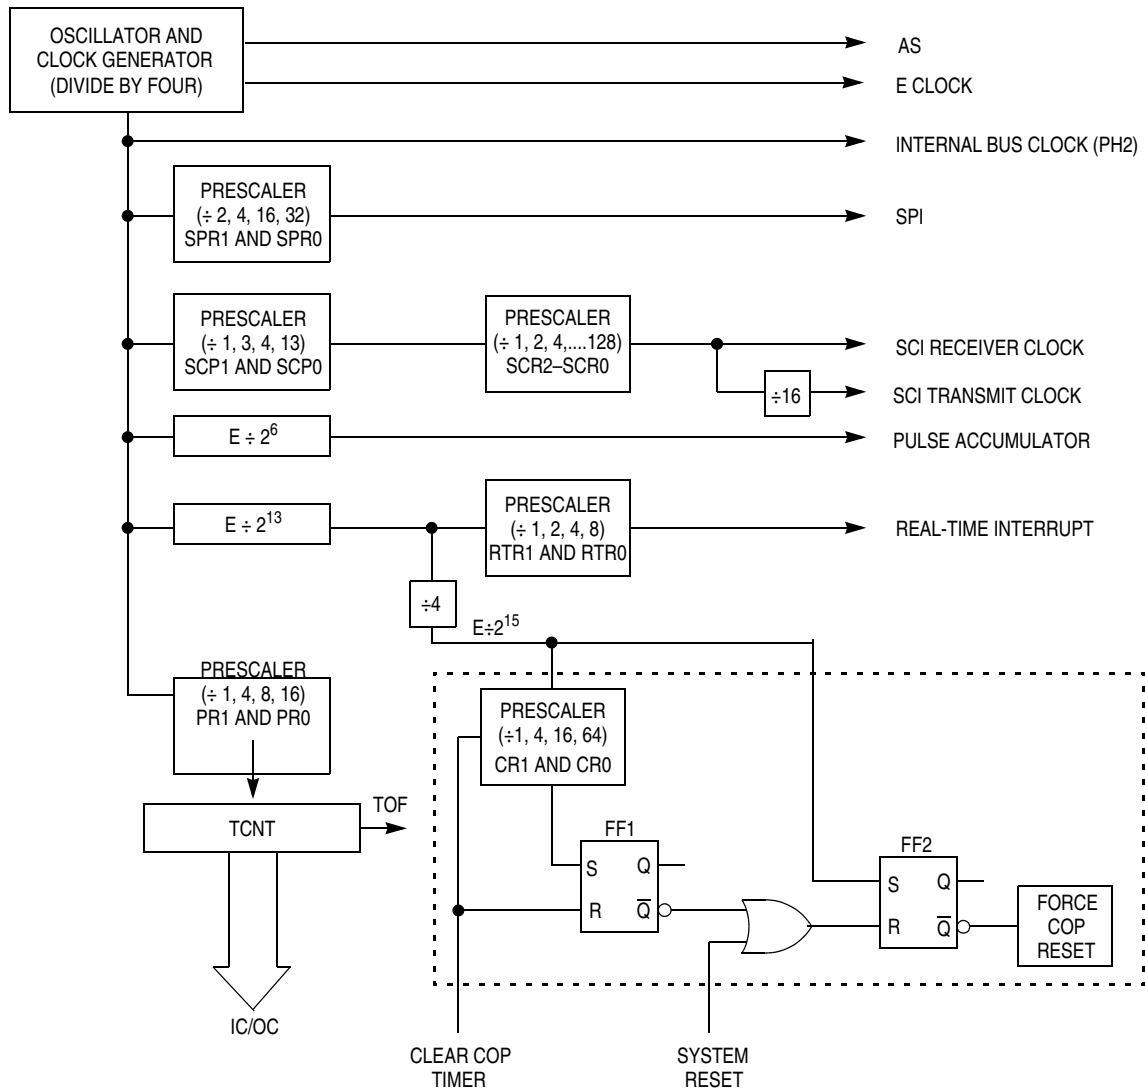 OSCILLATOR AND
CLOCK GENERATOR
(DIVIDE BY FOUR)
AS
E CLOCK
INTERNAL BUS CLOCK (PH2)
PRESCALER
(÷ 2, 4, 16, 32)
SPR1 AND SPR0
SPI
PRESCALER
(÷ 1, 3, 4, 13)
SCP1 AND SCP0
PRESCALER
(÷ 1, 2, 4,....128)
SCR2–SCR0
SCI RECEIVER CLOCK
÷16
SCI TRANSMIT CLOCK
E ÷ 2⁶
PULSE ACCUMULATOR
E ÷ 2¹³
PRESCALER
(÷ 1, 2, 4, 8)
RTR1 AND RTR0
REAL-TIME INTERRUPT
÷4
E÷2¹⁵
PRESCALER
(÷ 1, 4, 8, 16)
PR1 AND PR0
PRESCALER
(÷1, 4, 16, 64)
CR1 AND CR0
TCNT
TOF
FF1
S Q
R Q̅
FF2
S Q
R Q̅
FORCE
COP
RESET
IC/OC
CLEAR COP
TIMER
SYSTEM
RESET